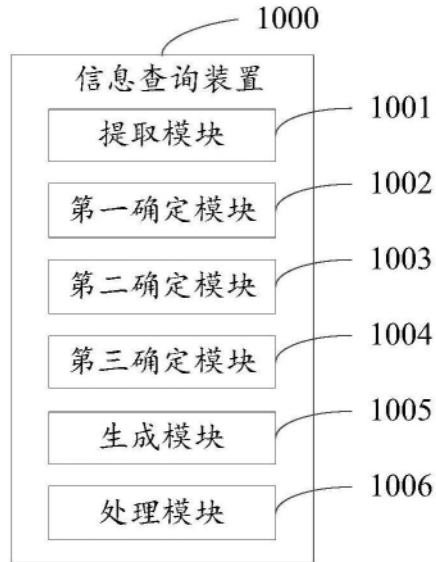 1000
信息查询装置
提取模块 1001
第一确定模块 1002
第二确定模块 1003
第三确定模块 1004
生成模块 1005
处理模块 1006